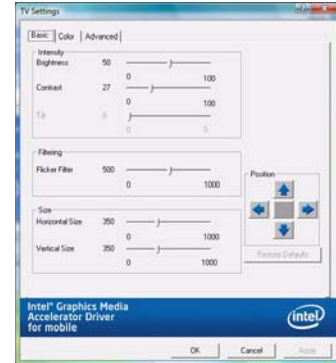 TV Settings
Basic Color Advanced
Intensity
Brightness 50
0 100
Contrast 27
0 100
Tilt 0
0 0
Filtering
Flicker Filter 500
0 1000
Position
Size
Horizontal Size 350
0 1000
Vertical Size 350
0 1000
Restore Defaults
Intel® Graphics Media
Accelerator Driver
for mobile
intel
OK Cancel Apply